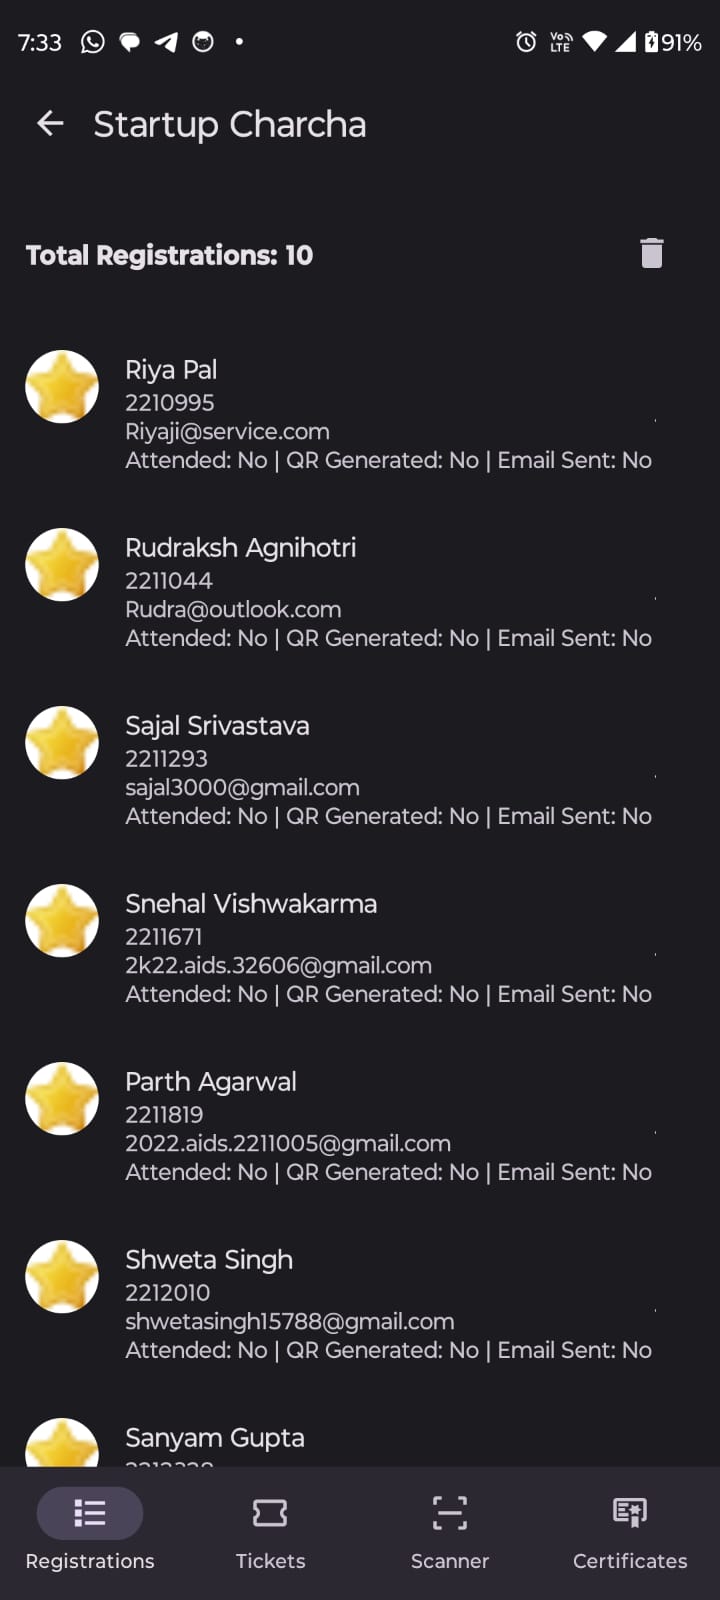 7:33
VoLTE 91%
Startup Charcha
Total Registrations: 10
Riya Pal
2210995
Riyaji@service.com
Attended: No | QR Generated: No | Email Sent: No
Rudraksh Agnihotri
2211044
Rudra@outlook.com
Attended: No | QR Generated: No | Email Sent: No
Sajal Srivastava
2211293
sajal3000@gmail.com
Attended: No | QR Generated: No | Email Sent: No
Snehal Vishwakarma
2211671
2k22.aids.32606@gmail.com
Attended: No | QR Generated: No | Email Sent: No
Parth Agarwal
2211819
2022.aids.2211005@gmail.com
Attended: No | QR Generated: No | Email Sent: No
Shweta Singh
2212010
shwetasingh15788@gmail.com
Attended: No | QR Generated: No | Email Sent: No
Sanyam Gupta
Registrations
Tickets
Scanner
Certificates